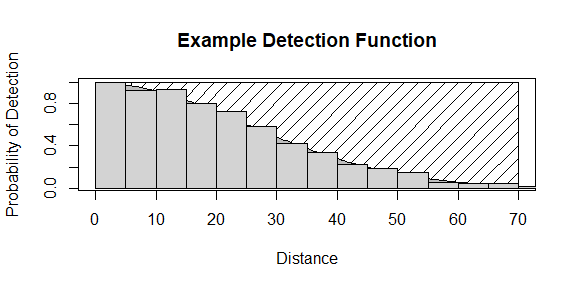 Example Detection Function
Probability of Detection
0.8
0.4
0.0
0 10 20 30 40 50 60 70
Distance